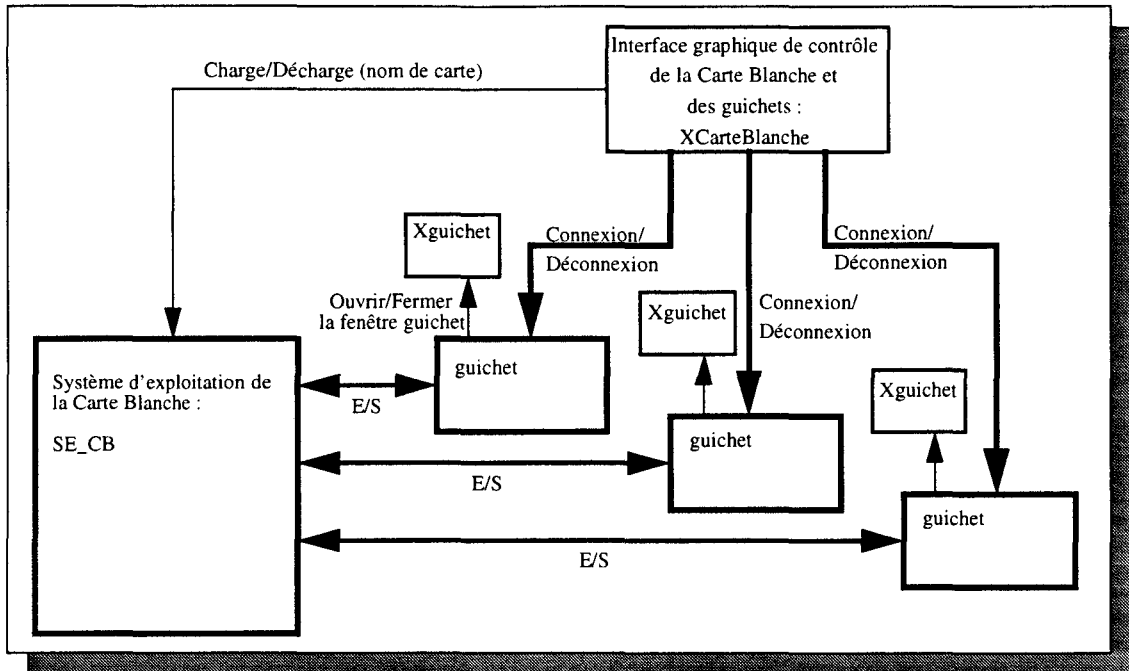 Interface graphique de contrôle
de la Carte Blanche et
des guichets :
XCarteBlanche
Charge/Décharge (nom de carte)
Xguichet
Connexion/
Déconnexion
Connexion/
Déconnexion
Ouvrir/Fermer
la fenêtre guichet
Xguichet
Connexion/
Déconnexion
guichet
Système d'exploitation de
la Carte Blanche :
SE_CB
E/S
Xguichet
guichet
E/S
guichet
E/S